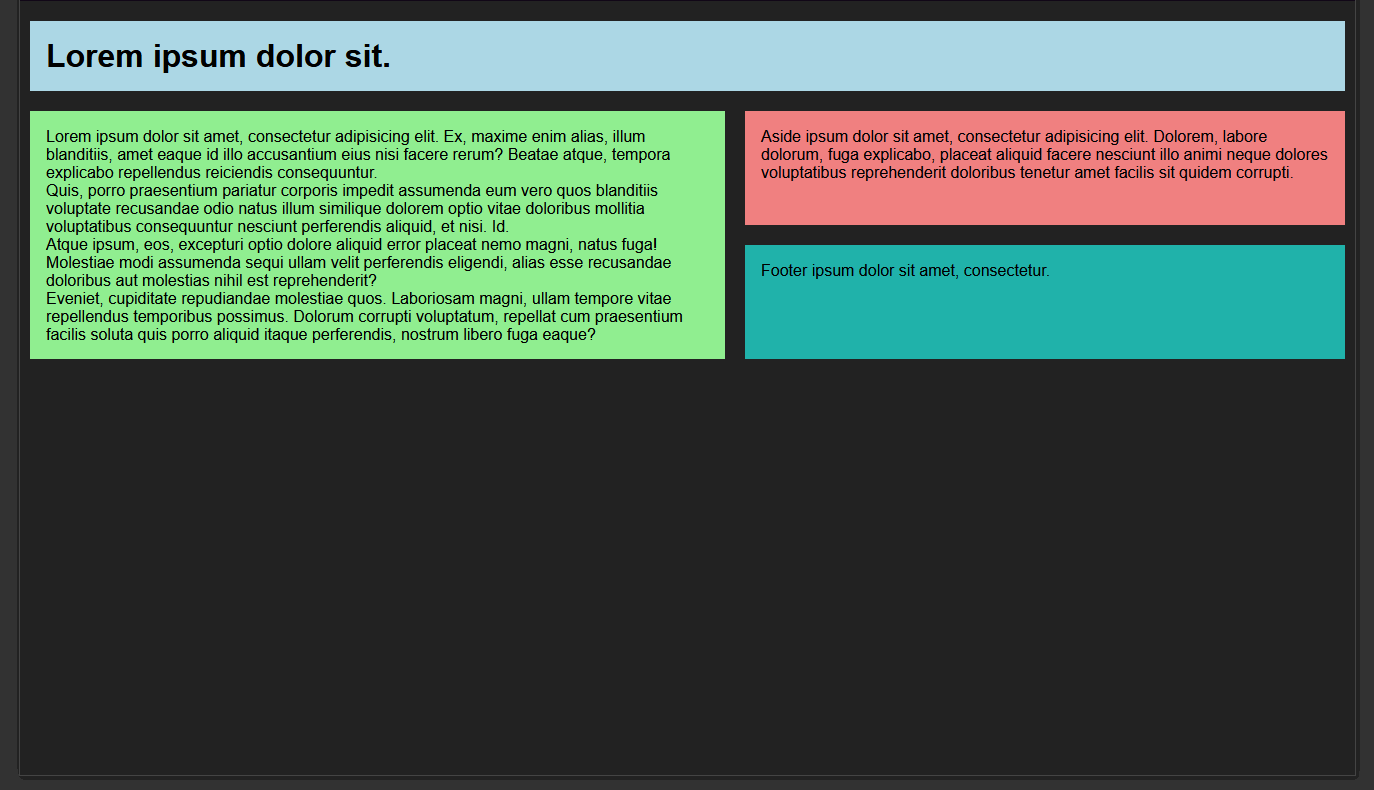 Lorem ipsum dolor sit.
Lorem ipsum dolor sit amet, consectetur adipisicing elit. Ex, maxime enim alias, illum
blanditiis, amet eaque id illo accusantium eius nisi facere rerum? Beatae atque, tempora
explicabo repellendus reiciendis consequuntur.
Quis, porro praesentium pariatur corporis impedit assumenda eum vero quos blanditiis
voluptate recusandae odio natus illum similique dolorem optio vitae doloribus mollitia
voluptatibus consequuntur nesciunt perferendis aliquid, et nisi. Id.
Atque ipsum, eos, excepturi optio dolore aliquid error placeat nemo magni, natus fuga!
Molestiae modi assumenda sequi ullam velit perferendis eligendi, alias esse recusandae
doloribus aut molestias nihil est reprehenderit?
Eveniet, cupiditate repudiandae molestiae quos. Laboriosam magni, ullam tempore vitae
repellendus temporibus possimus. Dolorum corrupti voluptatum, repellat cum praesentium
facilis soluta quis porro aliquid itaque perferendis, nostrum libero fuga eaque?
Aside ipsum dolor sit amet, consectetur adipisicing elit. Dolorem, labore
dolorum, fuga explicabo, placeat aliquid facere nesciunt illo animi neque dolores
voluptatibus reprehenderit doloribus tenetur amet facilis sit quidem corrupti.
Footer ipsum dolor sit amet, consectetur.